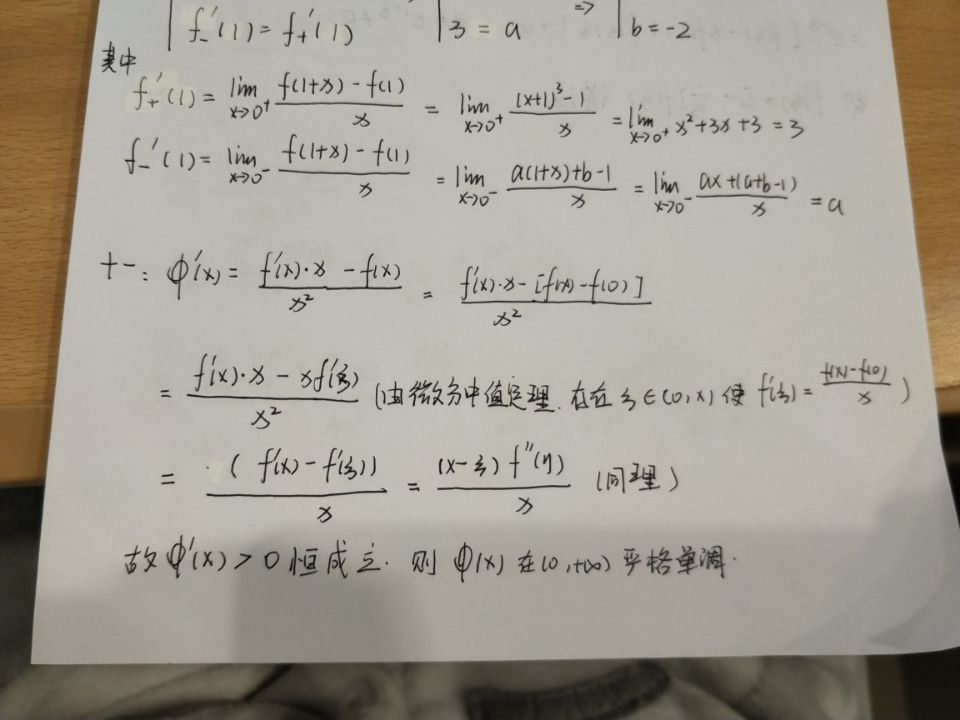 f₋′(1) = f₊′(1)   3 = a   ⇒   b = -2
其中
f₊′(1) = lim_{x→0⁺} (f(1+x) - f(1))/x = lim_{x→0⁺} ((x+1)³ - 1)/x = lim_{x→0⁺} x² + 3x + 3 = 3
f₋′(1) = lim_{x→0⁻} (f(1+x) - f(1))/x = lim_{x→0⁻} (a(1+x)+b-1)/x = lim_{x→0⁻} (ax+(a+b-1))/x = a
十一: φ′(x) = (f′(x)·x - f(x))/x² = (f′(x)·x - [f(x) - f(0)])/x²
= (f′(x)·x - xf′(ξ))/x² (由微分中值定理. 存在 ξ∈(0,x) 使 f′(ξ) = (f(x)-f(0))/x)
= (f′(x) - f′(ξ))/x = (x-ξ)f″(η)/x (同理)
故 φ′(x) > 0 恒成立. 则 φ(x) 在(0,+∞) 严格单调.